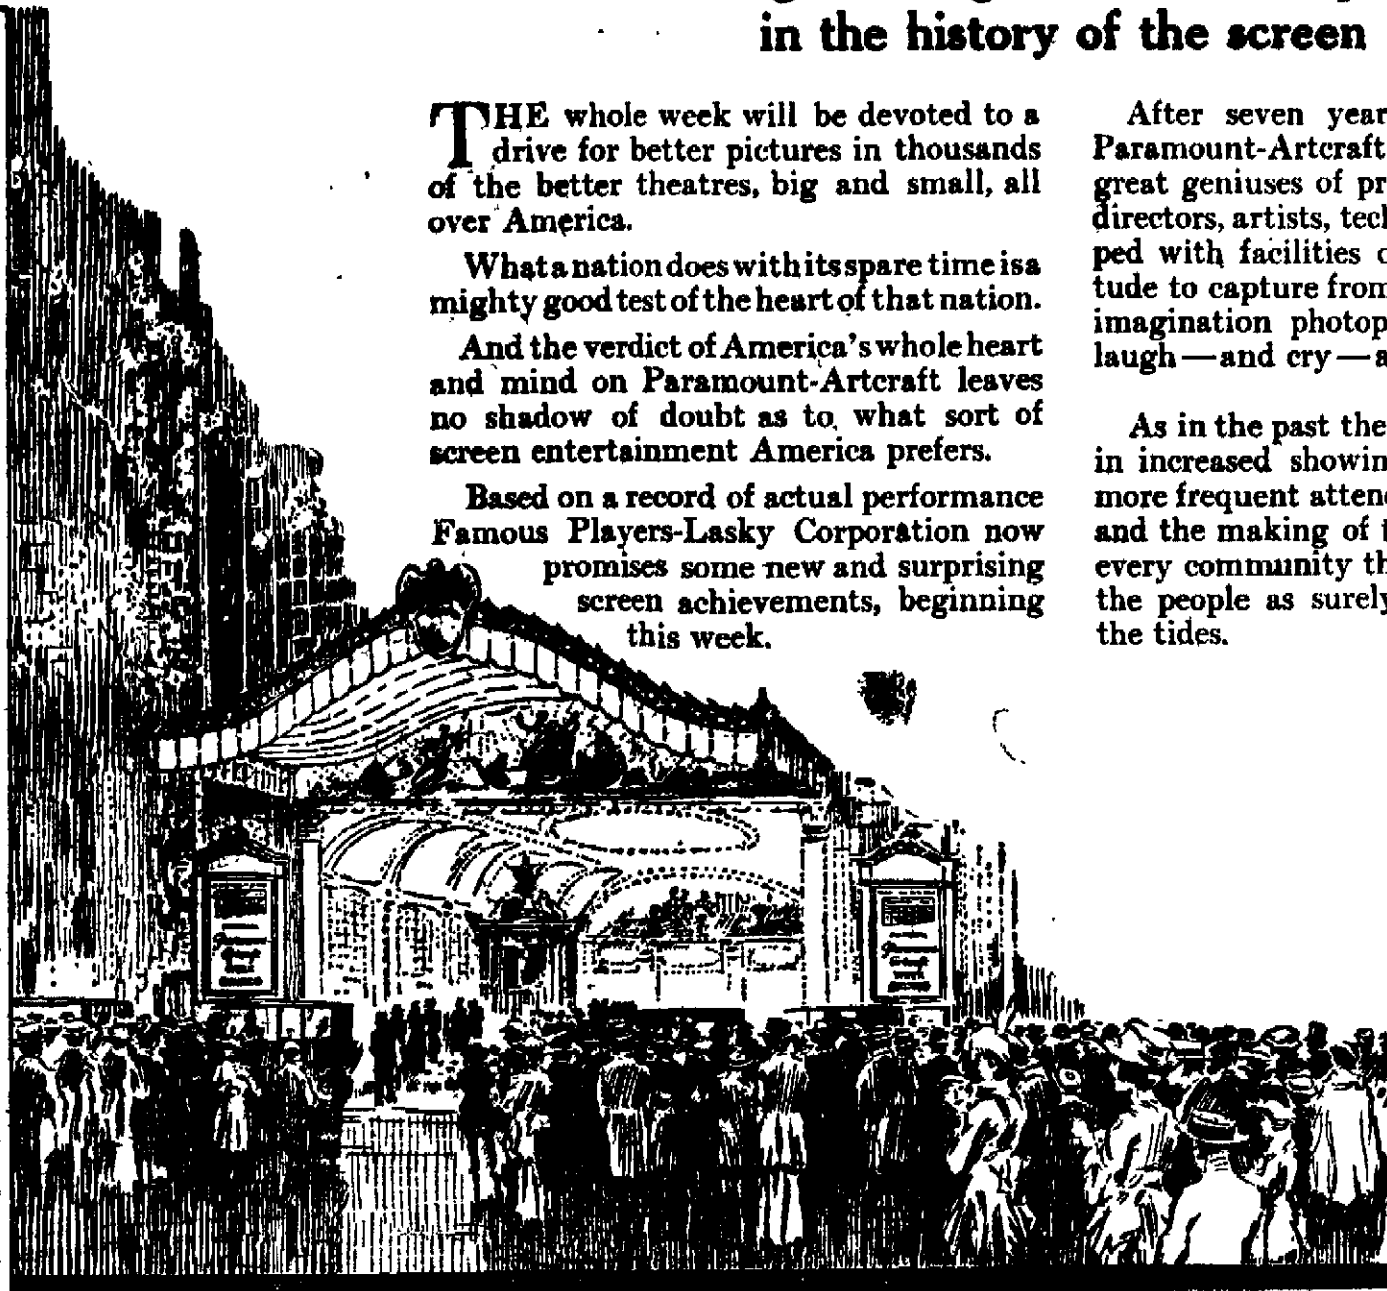 in the history of the screen
THE whole week will be devoted to a
drive for better pictures in thousands
of the better theatres, big and small, all
over America.
What a nation does with its spare time is a
mighty good test of the heart of that nation.
And the verdict of America's whole heart
and mind on Paramount-Artcraft leaves
no shadow of doubt as to what sort of
screen entertainment America prefers.
Based on a record of actual performance
Famous Players-Lasky Corporation now
promises some new and surprising
screen achievements, beginning
this week.
After seven year
Paramount-Artcraft
great geniuses of pr
directors, artists, tech
ped with facilities
tude to capture from
imagination photop
laugh—and cry—a
As in the past the
in increased showin
more frequent atten
and the making of
every community th
the people as surely
the tides.